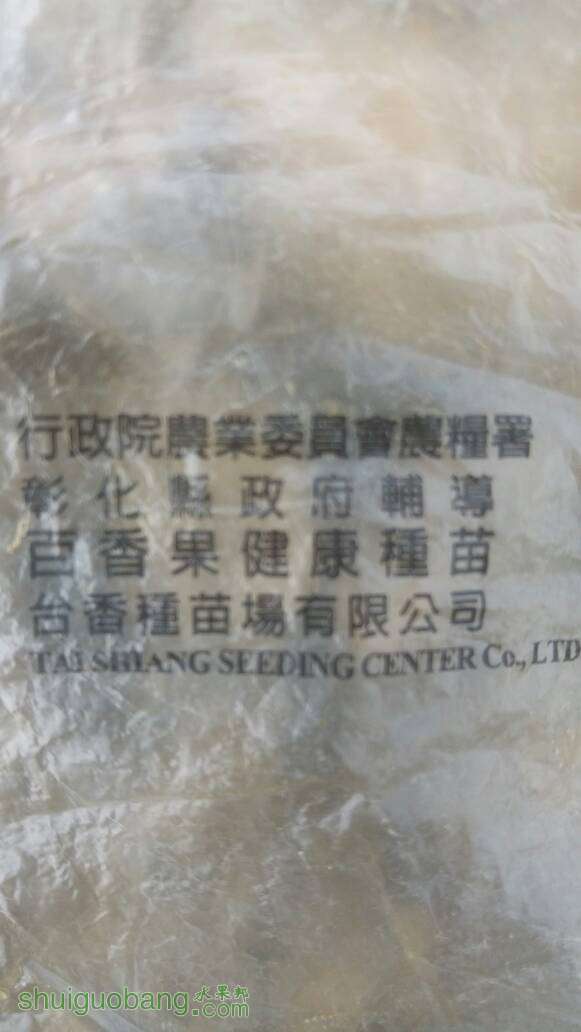 行政院農業委員會農糧署
彰化縣政府輔導
百香果健康種苗
台香種苗場有限公司
TAI SHIANG SEEDING CENTER Co., LTD
shuiguobang.com
水果邦